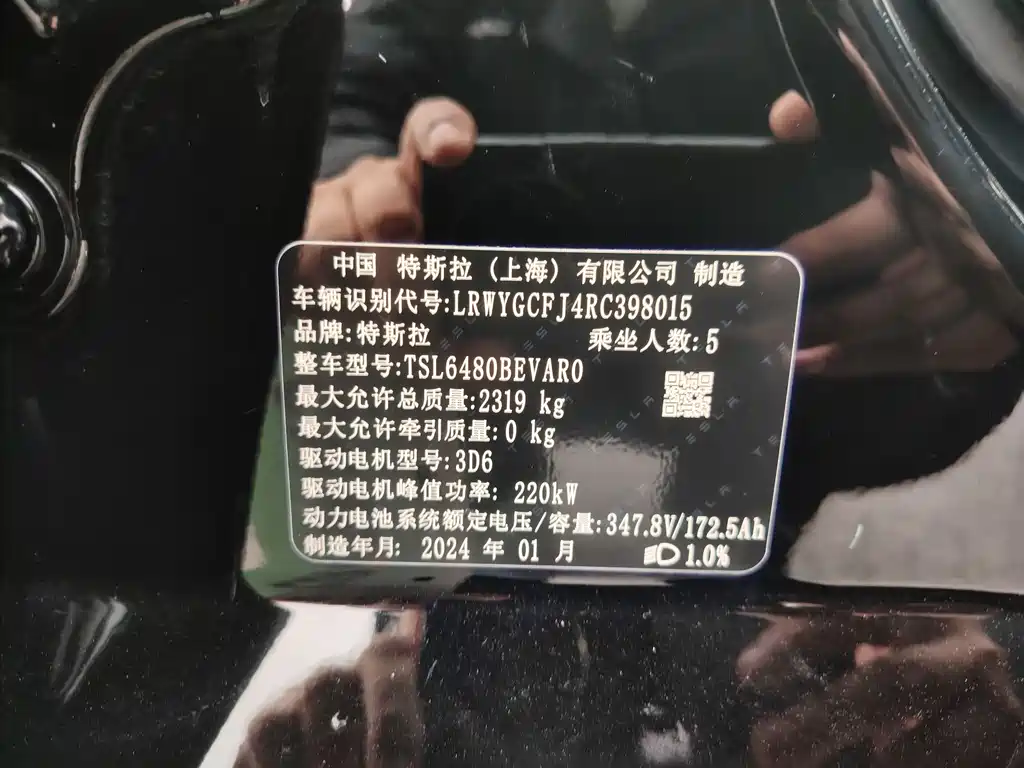 中国 特斯拉 (上海) 有限公司 制造
车辆识别代号:LRWYGCFJ4RC398015
品牌:特斯拉 乘坐人数:5
整车型号:TSL6480BEVAR0
最大允许总质量:2319 kg
最大允许牵引质量:0 kg
驱动电机型号:3D6
驱动电机峰值功率: 220kW
动力电池系统额定电压/容量:347.8V/172.5Ah
制造年月: 2024 年 01 月 1.0%
TESLA